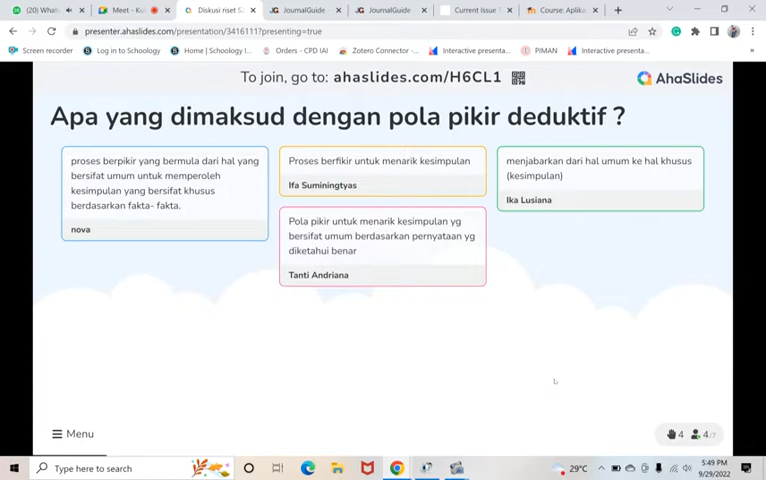 (20) What
Meet - Ku
Diskusi riset S
JournalGuide
JournalGuide
Current Issue
Course: Aplika
presenter.ahaslides.com/presentation/3416111?presenting=true
Screen recorder
Log in to Schoology
Home | Schoology I...
Orders - CPD IAI
Zotero Connector -...
Interactive presenta...
PIMAN
Interactive presenta...
To join, go to: ahaslides.com/H6CL1
AhaSlides
Apa yang dimaksud dengan pola pikir deduktif ?
proses berpikir yang bermula dari hal yang
bersifat umum untuk memperoleh
kesimpulan yang bersifat khusus
berdasarkan fakta- fakta.
nova
Proses berfikir untuk menarik kesimpulan
Ifa Suminingtyas
Pola pikir untuk menarik kesimpulan yg
bersifat umum berdasarkan pernyataan yg
diketahui benar
Tanti Andriana
menjabarkan dari hal umum ke hal khusus
(kesimpulan)
Ika Lusiana
Menu
4
4/7
Type here to search
29°C
5:49 PM
9/29/2022